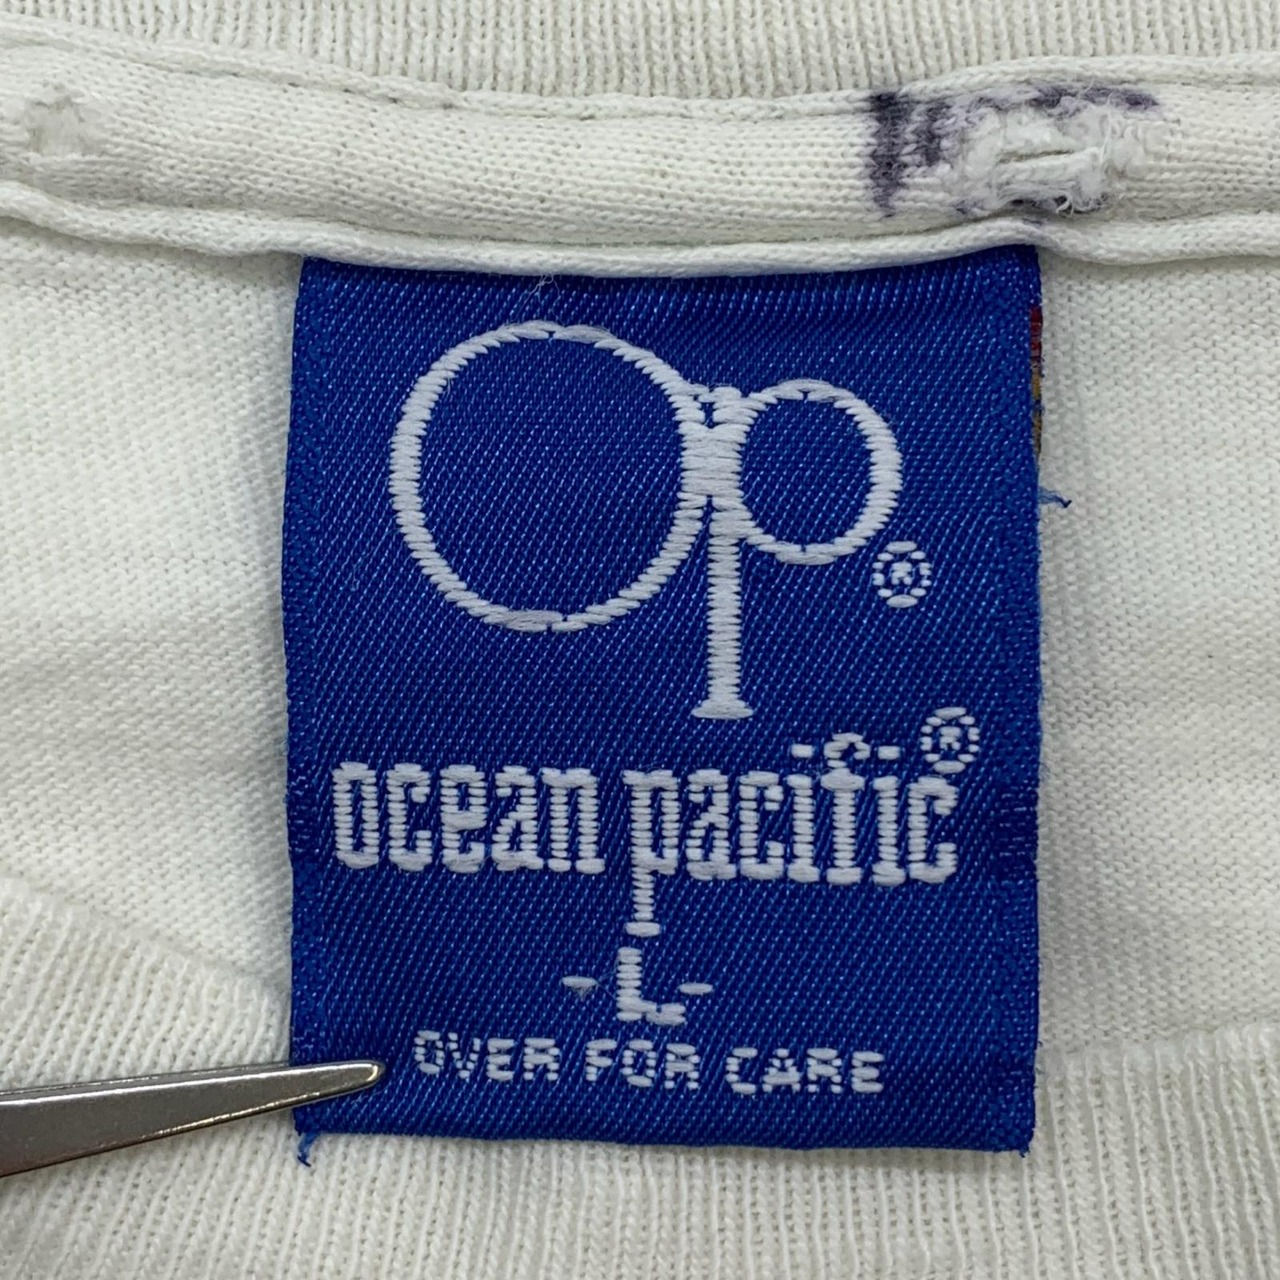 Op®
ocean pacific®
-L-
OVER FOR CARE